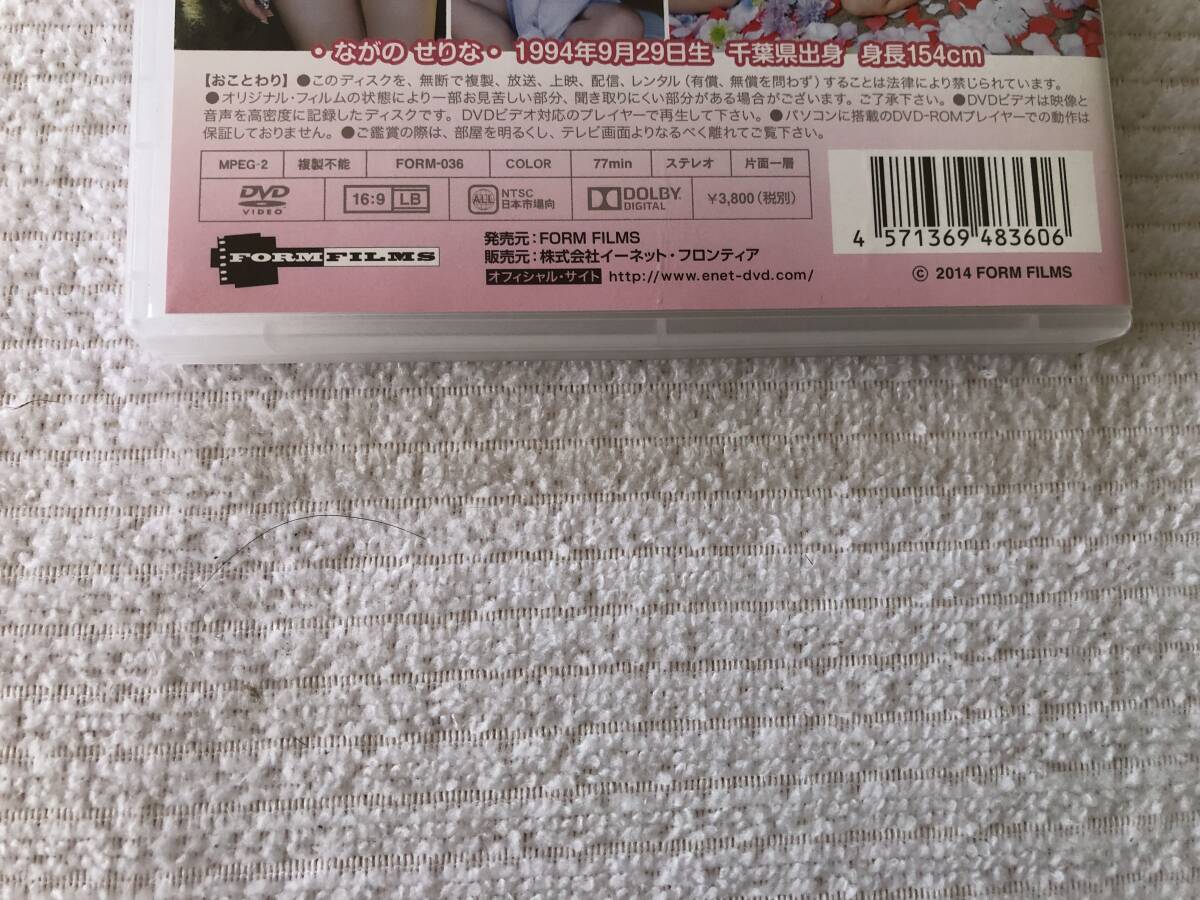 ・ながの せりな・ 1994年9月29日生 千葉県出身 身長154cm
【おことわり】●このディスクを、無断で複製、放送、上映、配信、レンタル（有償、無償を問わず）することは法律により禁じられています。
●オリジナル・フィルムの状態により一部お見苦しい部分、聞き取りにくい部分がある場合がございます。ご了承下さい。●DVDビデオは映像と
音声を高密度に記録したディスクです。DVDビデオ対応のプレイヤーで再生して下さい。●パソコンに搭載のDVD-ROMプレイヤーでの動作は
保証しておりません。●ご鑑賞の際は、部屋を明るくし、テレビ画面よりなるべく離れてご覧下さい。
MPEG-2 複製不能 FORM-036 COLOR 77min ステレオ 片面一層
DVD VIDEO 16:9 LB ALL NTSC 日本市場向 DOLBY DIGITAL ￥3,800（税別）
FORM FILMS
発売元：FORM FILMS
販売元：株式会社イーネット・フロンティア
オフィシャル・サイト http://www.enet-dvd.com/
4 571369 483606
© 2014 FORM FILMS